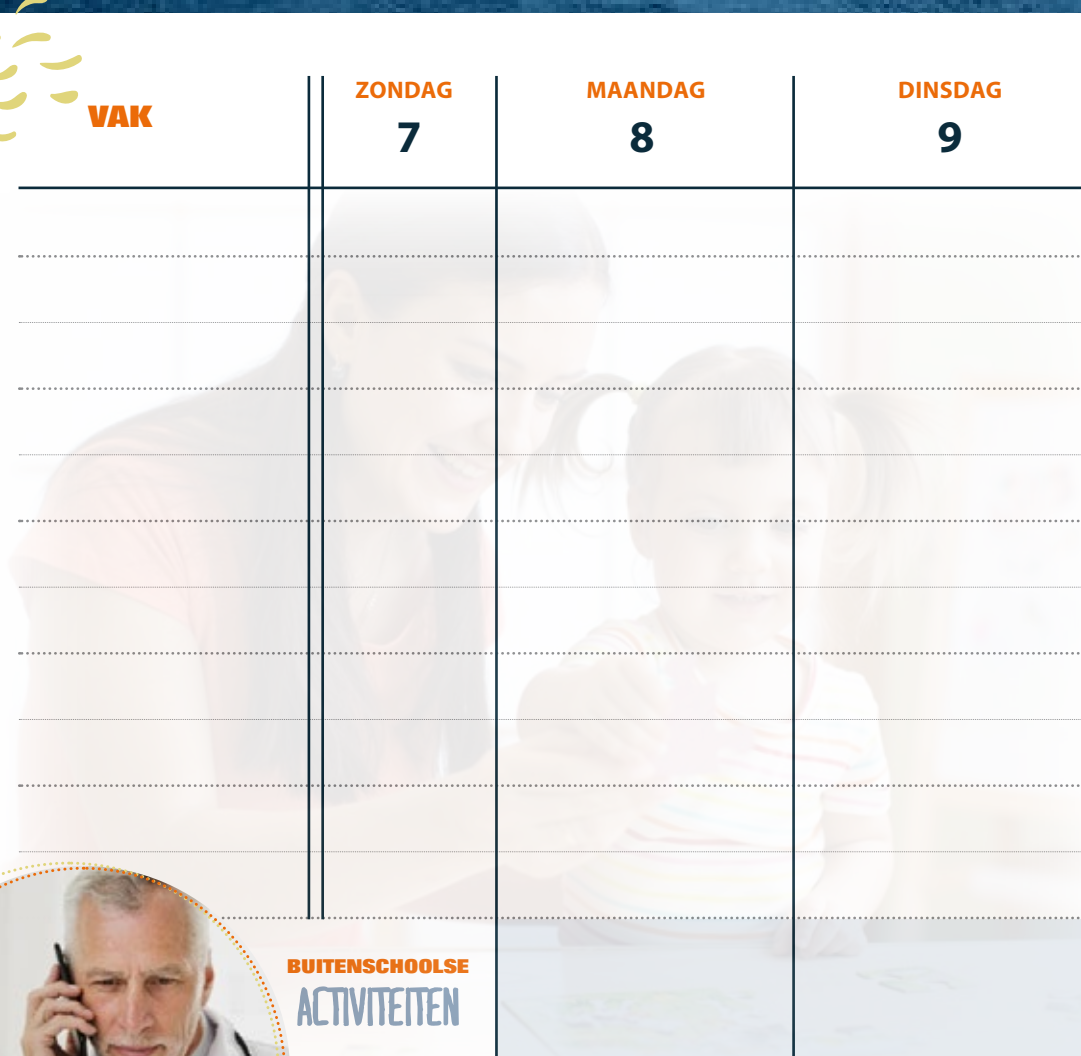 VAK
ZONDAG
7
MAANDAG
8
DINSDAG
9
BUITENSCHOOLSE
ACTIVITEITEN